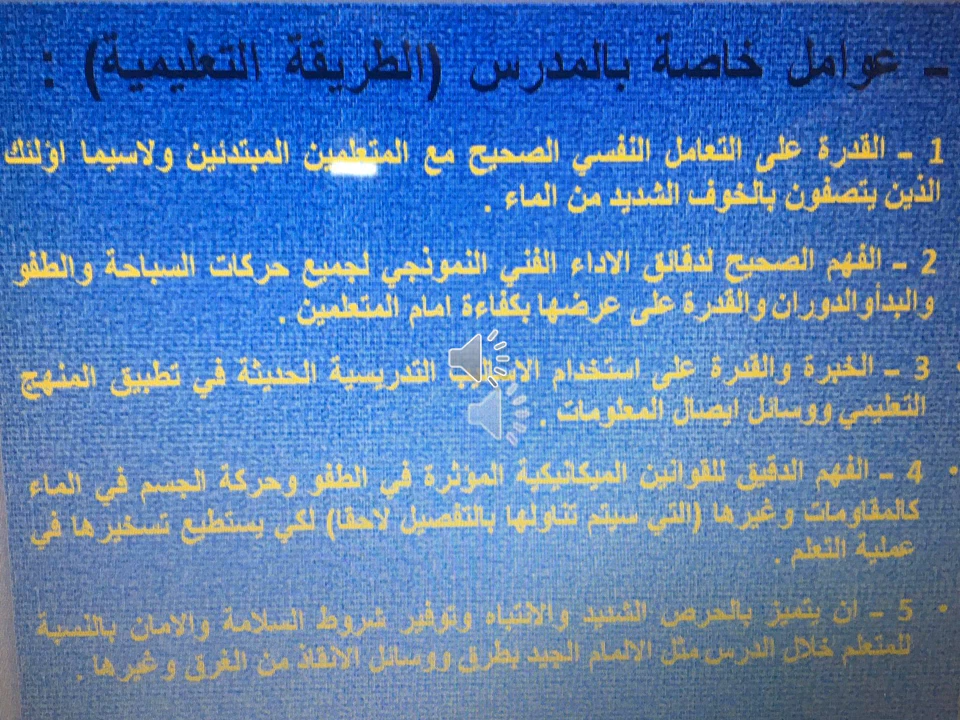 - عوامل خاصة بالمدرس (الطريقة التعليمية) :
1 - القدرة على التعامل النفسي الصحيح مع المتعلمين المبتدئين ولاسيما اؤلئك
الذين يتصفون بالخوف الشديد من الماء .
2 - الفهم الصحيح لدقائق الاداء الفني النموذجي لجميع حركات السباحة والطفو
والبدأوالدوران والقدرة على عرضها بكفاءة امام المتعلمين .
• 3 - الخبرة والقدرة على استخدام الاساليب التدريسية الحديثة في تطبيق المنهج
التعليمي ووسائل ايصال المعلومات .
• 4 - الفهم الدقيق للقوانين الميكانيكية المؤثرة في الطفو وحركة الجسم في الماء
كالمقاومات وغيرها (التي سيتم تناولها بالتفصيل لاحقا) لكي يستطيع تسخيرها في
عملية التعلم .
• 5 - ان يتميز بالحرص الشديد والانتباه وتوفير شروط السلامة والامان بالنسبة
للمتعلم خلال الدرس مثل الالمام الجيد بطرق ووسائل الانقاذ من الغرق وغيرها .